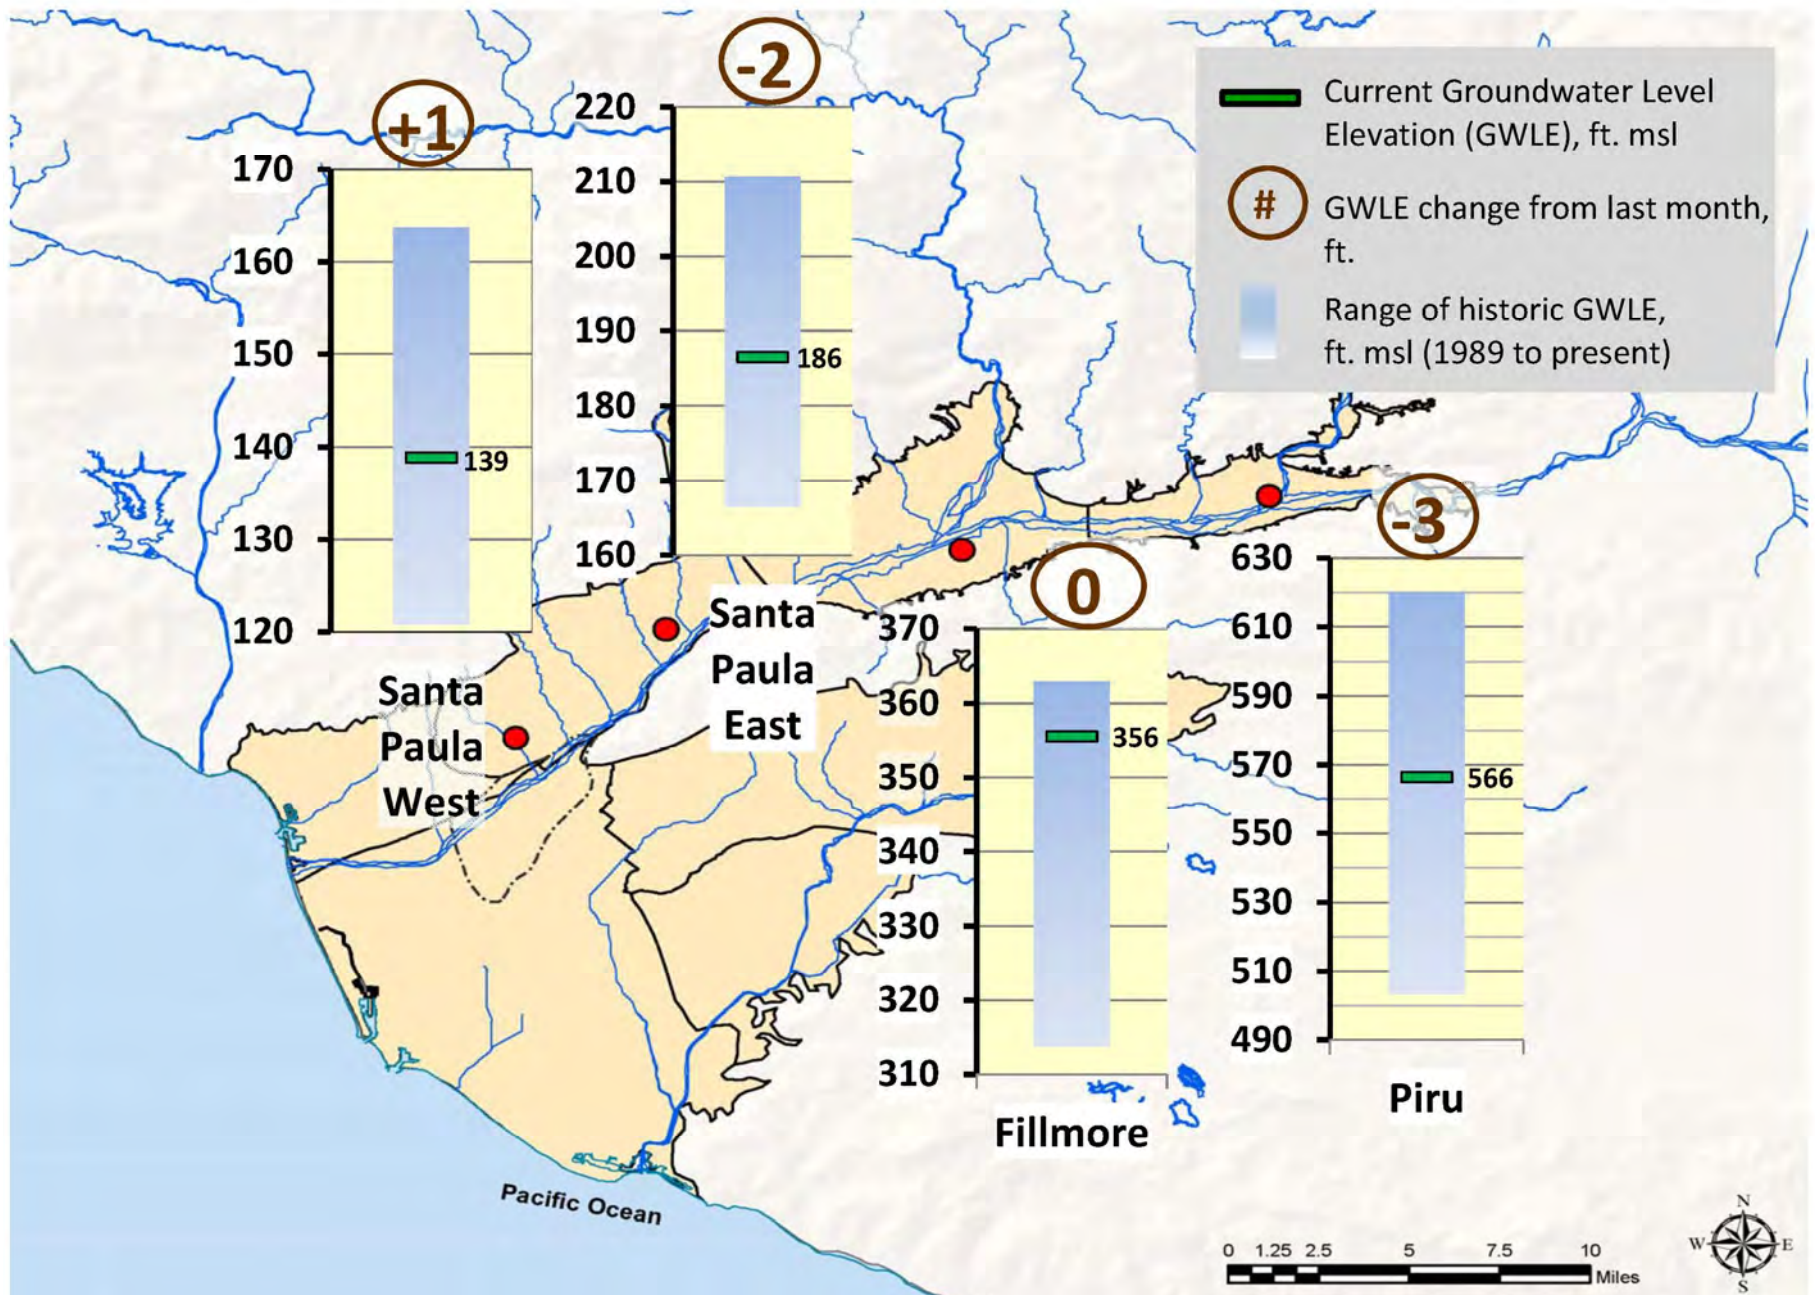 -2
+1
220
210
200
190
180
170
160
186
170
160
150
140
130
120
139
Current Groundwater Level
Elevation (GWLE), ft. msl
#
GWLE change from last month,
ft.
Range of historic GWLE,
ft. msl (1989 to present)
Santa
Paula
West
Santa
Paula
East
0
370
360
350
340
330
320
310
356
Fillmore
-3
630
610
590
570
550
530
510
490
566
Piru
Pacific Ocean
0 1.25 2.5 5 7.5 10
Miles
N
W E
S